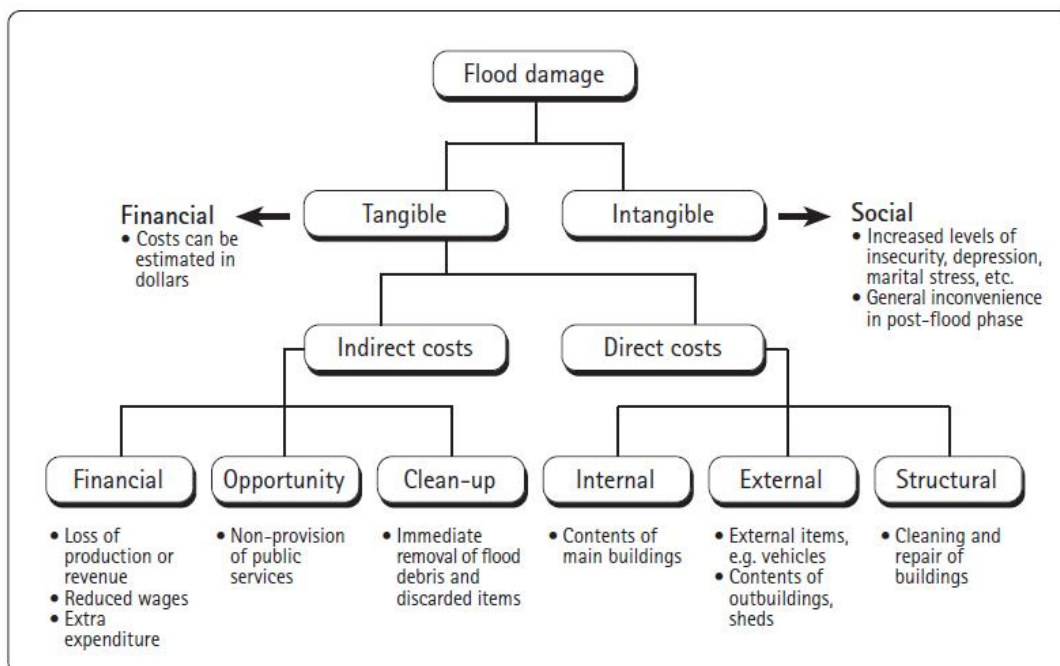 Flood damage
Financial
• Costs can be
estimated in
dollars
Tangible
Intangible
Social
• Increased levels of
insecurity, depression,
marital stress, etc.
• General inconvenience
in post-flood phase
Indirect costs
Direct costs
Financial
• Loss of
production or
revenue
• Reduced wages
• Extra
expenditure
Opportunity
• Non-provision
of public
services
Clean-up
• Immediate
removal of flood
debris and
discarded items
Internal
• Contents of
main buildings
External
• External items,
e.g. vehicles
• Contents of
outbuildings,
sheds
Structural
• Cleaning and
repair of
buildings